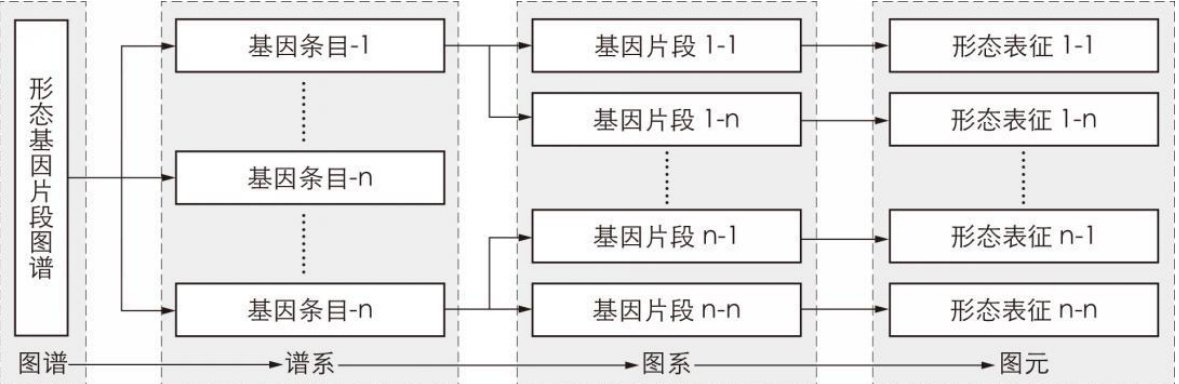 形态基因片段图谱
基因条目-1
基因片段 1-1
形态表征 1-1
基因片段 1-n
形态表征 1-n
基因条目-n
基因片段 n-1
形态表征 n-1
基因条目-n
基因片段 n-n
形态表征 n-n
图谱
谱系
图系
图元